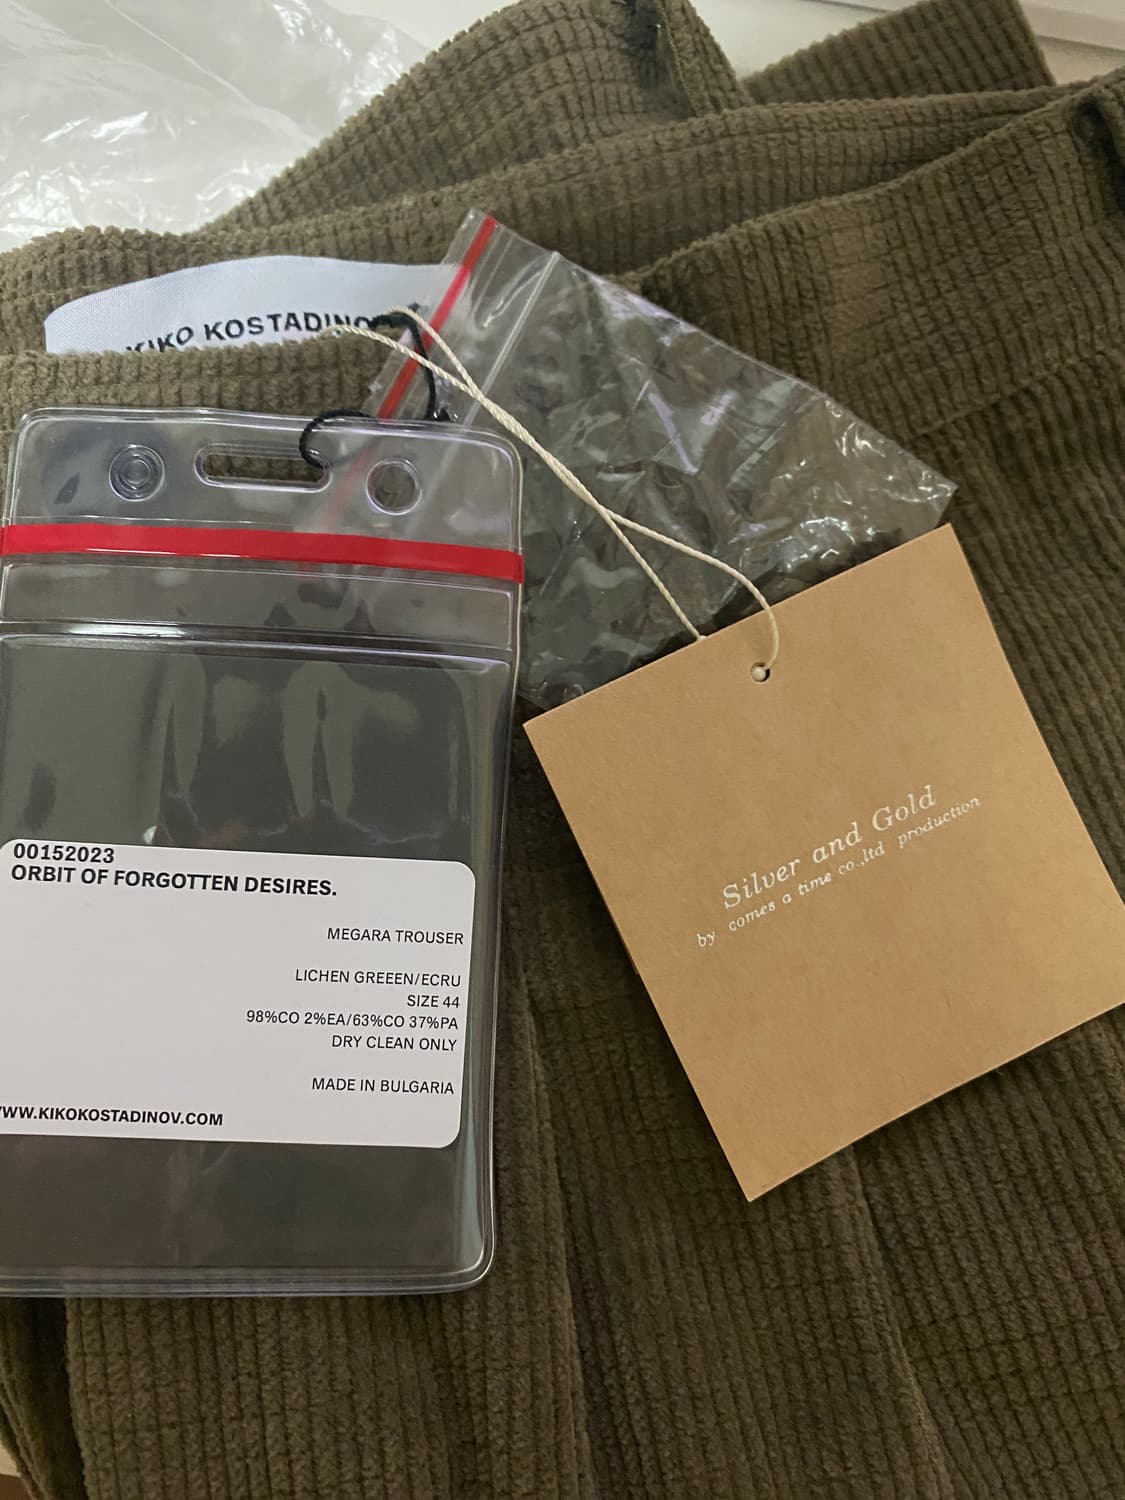 KIKO KOSTADINOV
00152023
ORBIT OF FORGOTTEN DESIRES.
MEGARA TROUSER
LICHEN GREEEN/ECRU
SIZE 44
98%CO 2%EA/63%CO 37%PA
DRY CLEAN ONLY
MADE IN BULGARIA
WWW.KIKOKOSTADINOV.COM
Silver and Gold
by comes a time co.,ltd production